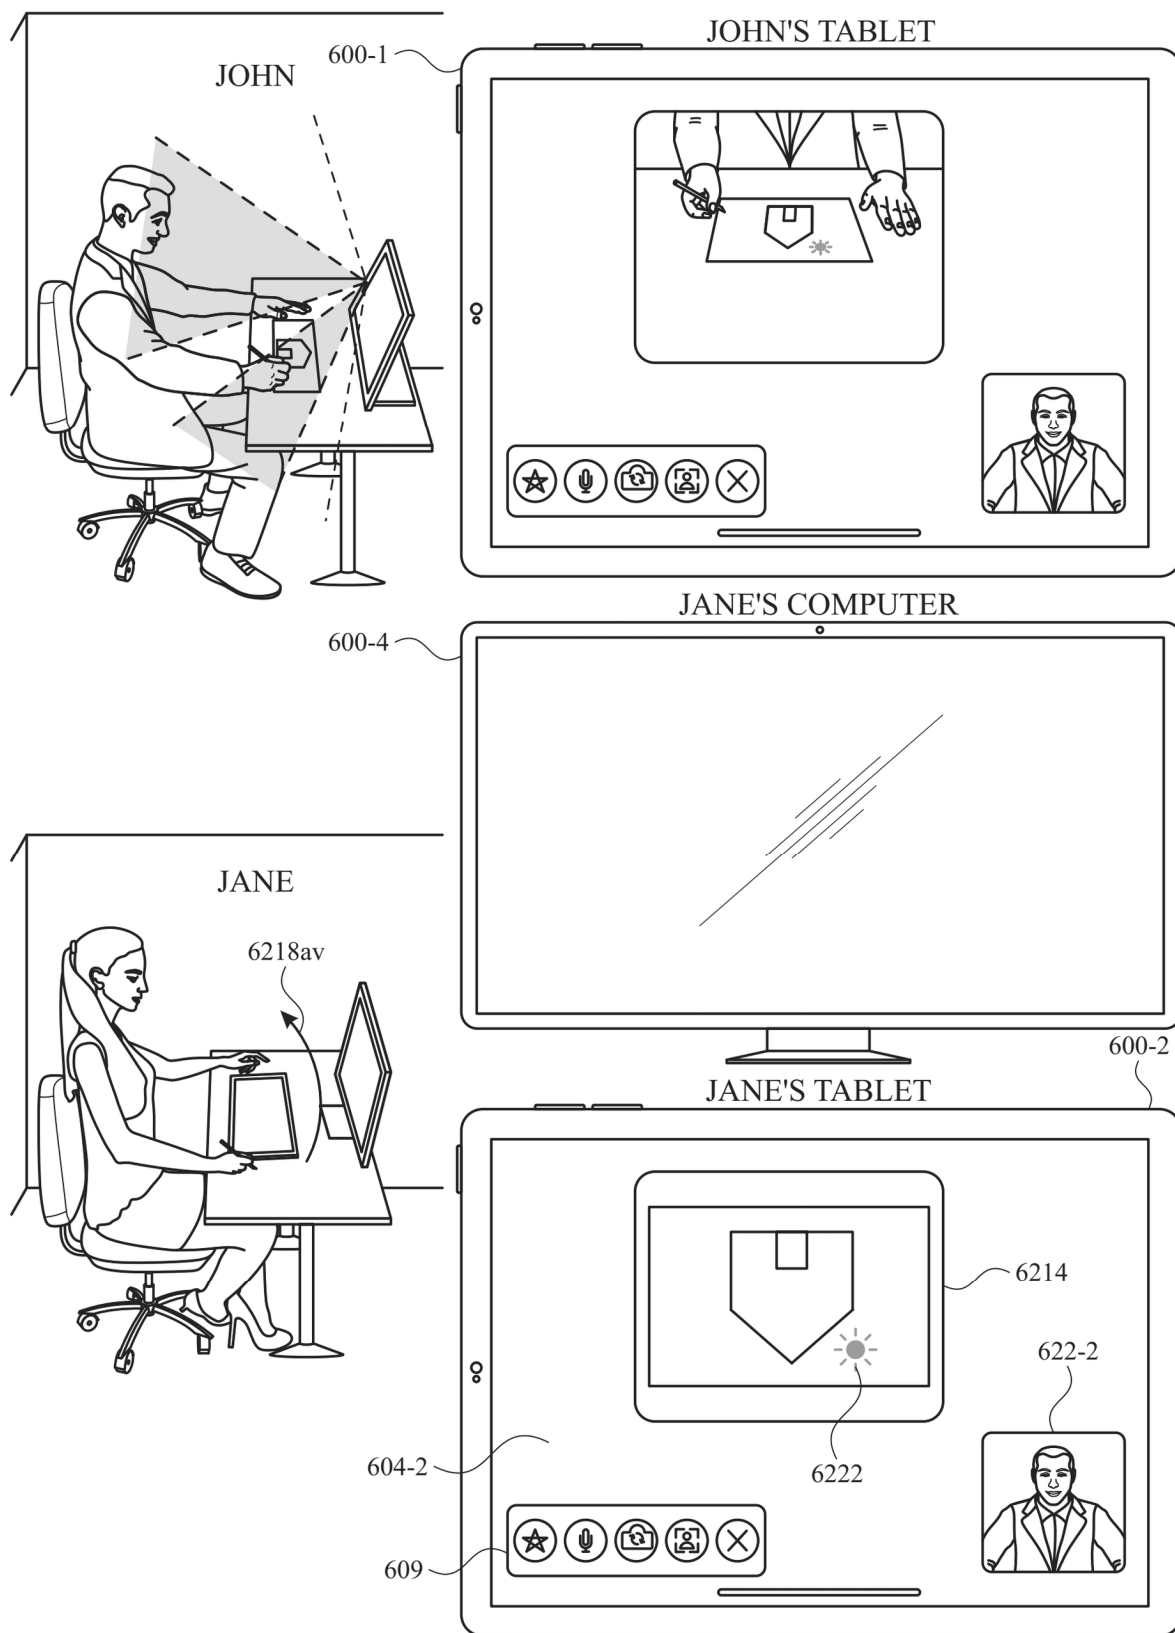 JOHN'S TABLET
600-1
JOHN
JANE'S COMPUTER
600-4
JANE
6218av
600-2
JANE'S TABLET
6214
622-2
604-2
6222
609